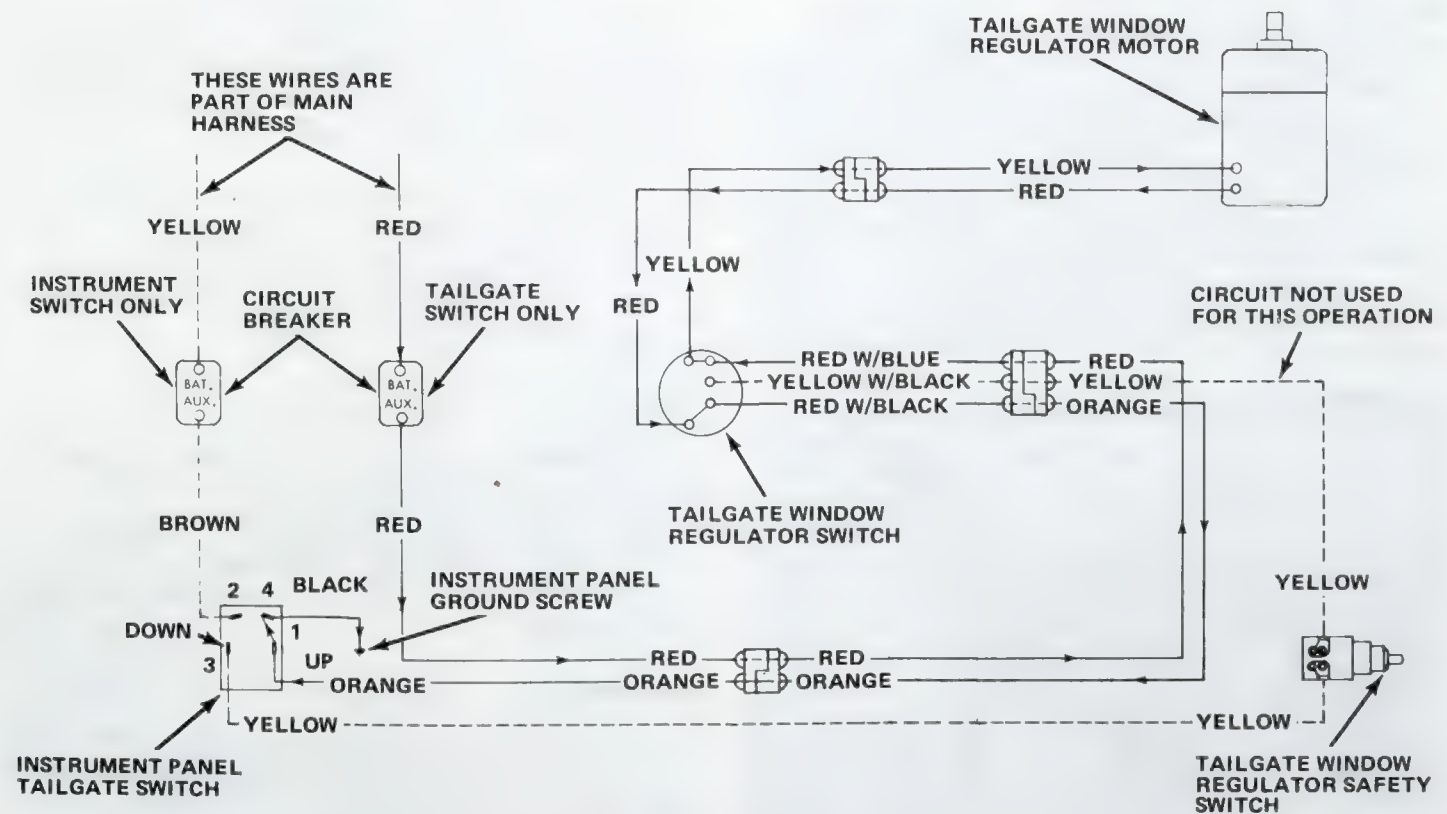 TAILGATE WINDOW
REGULATOR MOTOR
THESE WIRES ARE
PART OF MAIN
HARNESS
YELLOW
RED
YELLOW
RED
INSTRUMENT
SWITCH ONLY
CIRCUIT
BREAKER
TAILGATE
SWITCH ONLY
YELLOW
RED
CIRCUIT NOT USED
FOR THIS OPERATION
BAT.
AUX.
BAT.
AUX.
RED W/BLUE
RED
YELLOW W/BLACK
YELLOW
RED W/BLACK
ORANGE
BROWN
RED
TAILGATE WINDOW
REGULATOR SWITCH
2 4 BLACK
INSTRUMENT PANEL
GROUND SCREW
YELLOW
DOWN
1
3
UP
RED
RED
ORANGE
ORANGE
ORANGE
YELLOW
YELLOW
INSTRUMENT PANEL
TAILGATE SWITCH
TAILGATE WINDOW
REGULATOR SAFETY
SWITCH